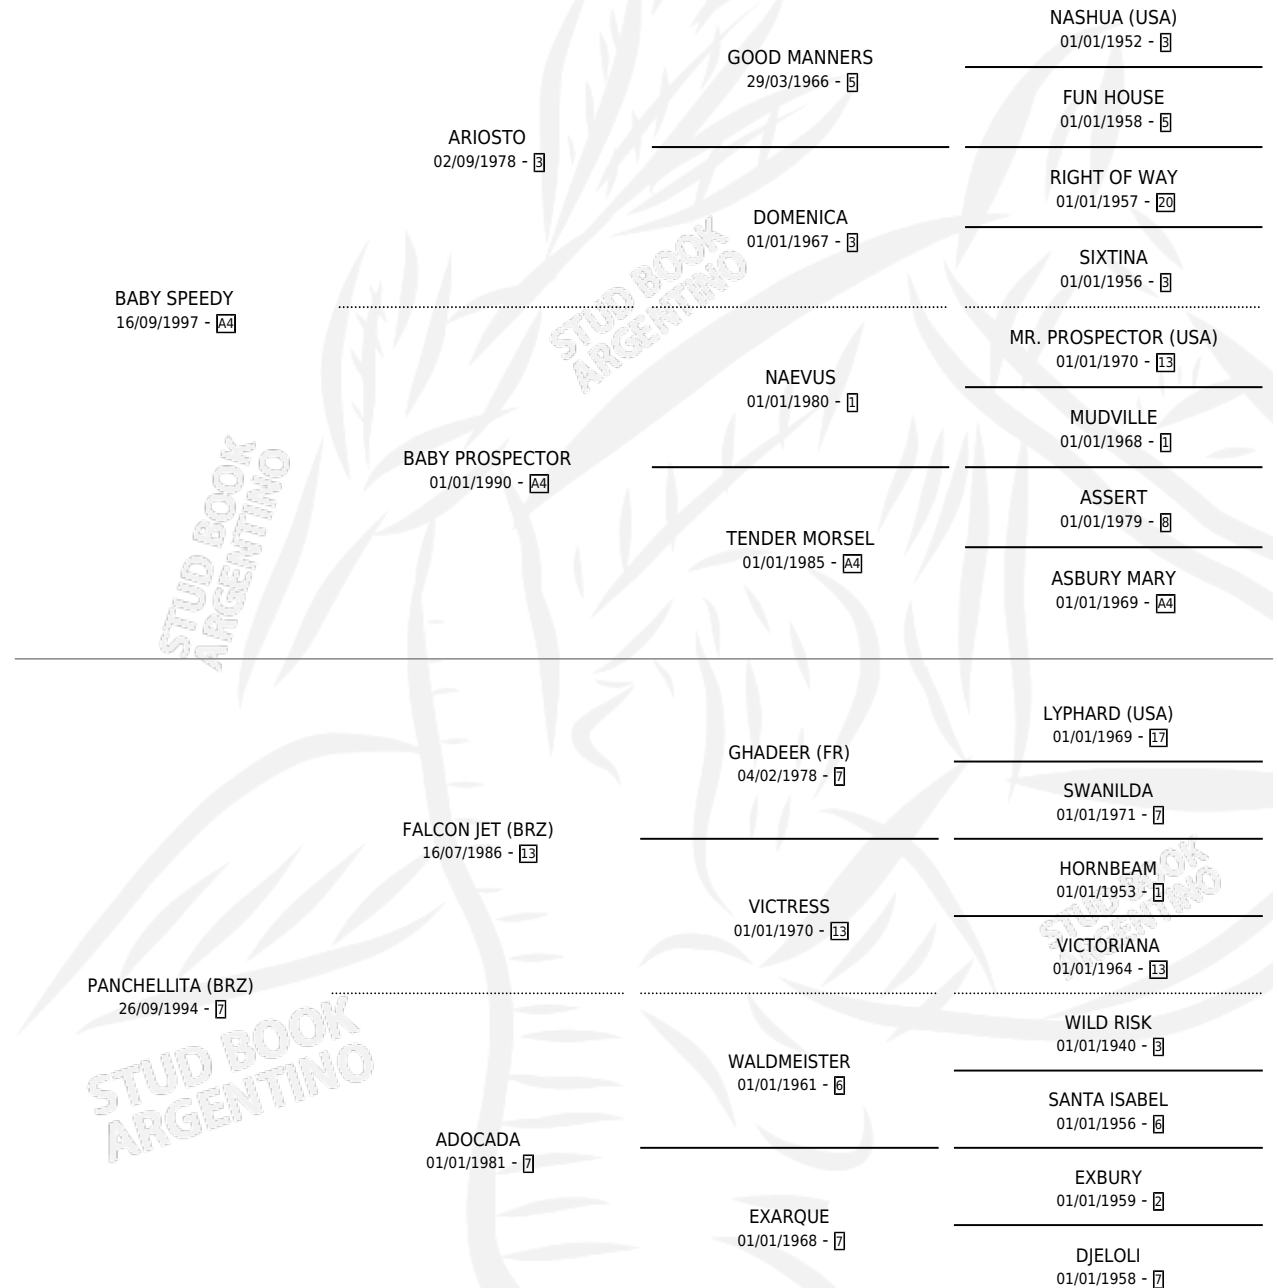 NASHUA (USA)
01/01/1952 - 3
GOOD MANNERS
29/03/1966 - 5
FUN HOUSE
01/01/1958 - 5
ARIOSTO
02/09/1978 - 3
RIGHT OF WAY
01/01/1957 - 20
DOMENICA
01/01/1967 - 3
SIXTINA
01/01/1956 - 3
STUD BOOK
ARGENTINO
BABY SPEEDY
16/09/1997 - A4
MR. PROSPECTOR (USA)
01/01/1970 - 13
NAEVUS
01/01/1980 - 1
MUDVILLE
01/01/1968 - 1
BABY PROSPECTOR
01/01/1990 - A4
ASSERT
01/01/1979 - 8
TENDER MORSEL
01/01/1985 - A4
ASBURY MARY
01/01/1969 - A4
STUD BOOK
ARGENTINO
LYPHARD (USA)
01/01/1969 - 17
GHADEER (FR)
04/02/1978 - 7
SWANILDA
01/01/1971 - 7
FALCON JET (BRZ)
16/07/1986 - 13
HORNBEAM
01/01/1953 - 1
VICTRESS
01/01/1970 - 13
VICTORIANA
01/01/1964 - 13
STUD BOOK
ARGENTINO
PANCHELLITA (BRZ)
26/09/1994 - 7
WILD RISK
01/01/1940 - 3
WALDMEISTER
01/01/1961 - 6
SANTA ISABEL
01/01/1956 - 6
STUD BOOK
ARGENTINO
ADOCADA
01/01/1981 - 7
EXBURY
01/01/1959 - 2
EXARQUE
01/01/1968 - 7
DJELOLI
01/01/1958 - 7